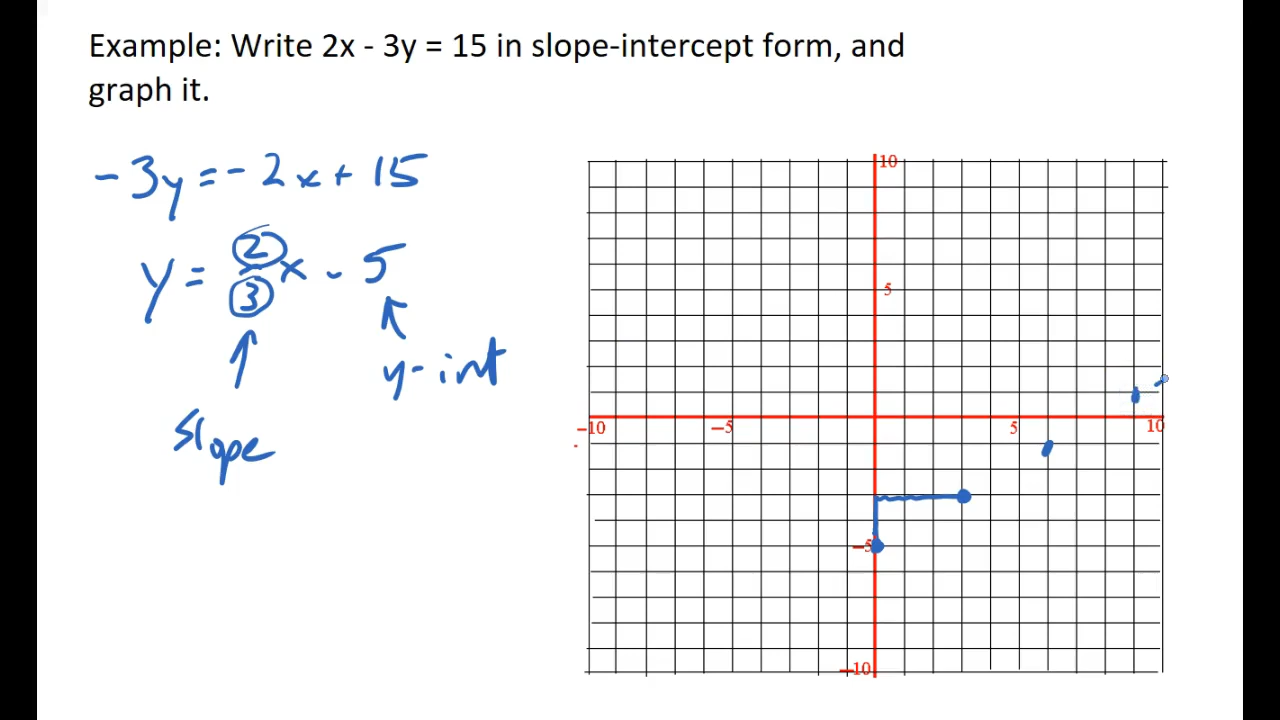 Example: Write 2x - 3y = 15 in slope-intercept form, and
graph it.
-3y = -2x + 15
y = 2/3 x - 5
y-int
slope
10
5
-10
-5
5
10
-5
-10